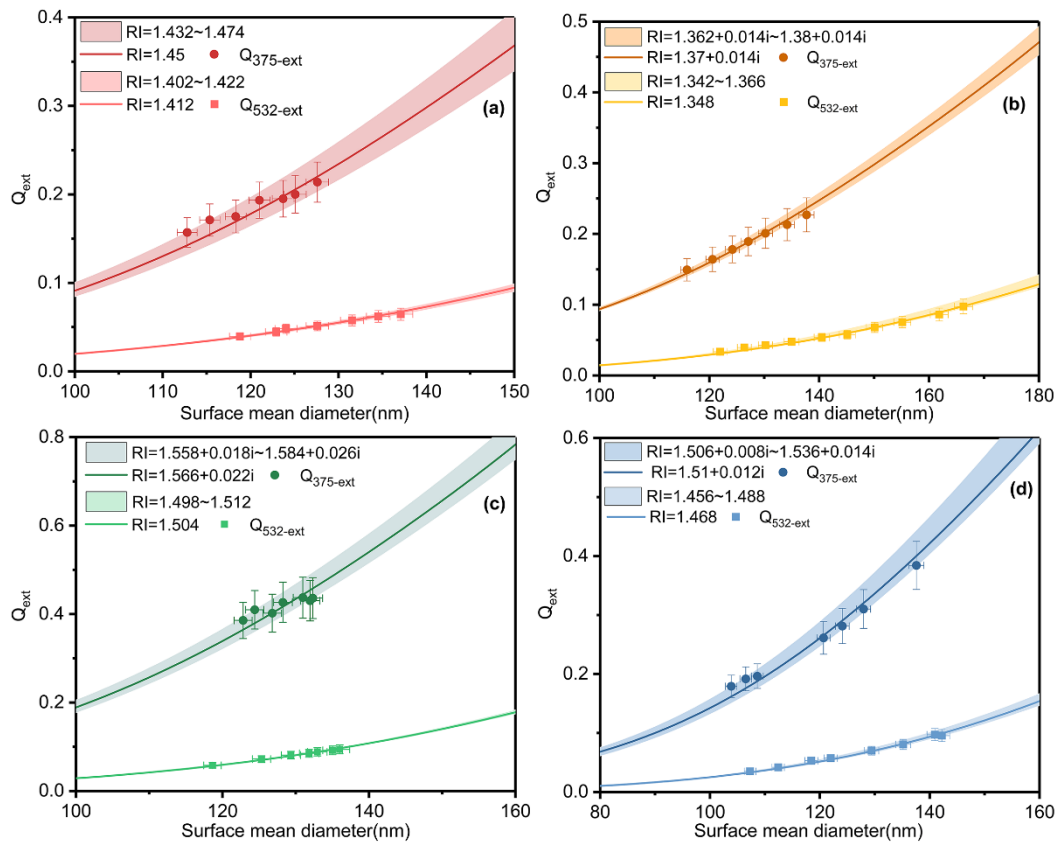 RI=1.432~1.474
RI=1.45 Q375-ext
RI=1.402~1.422
RI=1.412 Q532-ext
(a)
Qext
0.4
0.3
0.2
0.1
0.0
100 110 120 130 140 150
Surface mean diameter(nm)
RI=1.362+0.014i~1.38+0.014i
RI=1.37+0.014i Q375-ext
RI=1.342~1.366
RI=1.348 Q532-ext
(b)
Qext
0.5
0.4
0.3
0.2
0.1
0.0
100 120 140 160 180
Surface mean diameter(nm)
RI=1.558+0.018i~1.584+0.026i
RI=1.566+0.022i Q375-ext
RI=1.498~1.512
RI=1.504 Q532-ext
(c)
Qext
0.8
0.6
0.4
0.2
0.0
100 120 140 160
Surface mean diameter(nm)
RI=1.506+0.008i~1.536+0.014i
RI=1.51+0.012i Q375-ext
RI=1.456~1.488
RI=1.468 Q532-ext
(d)
Qext
0.6
0.4
0.2
0.0
80 100 120 140 160
Surface mean diameter(nm)